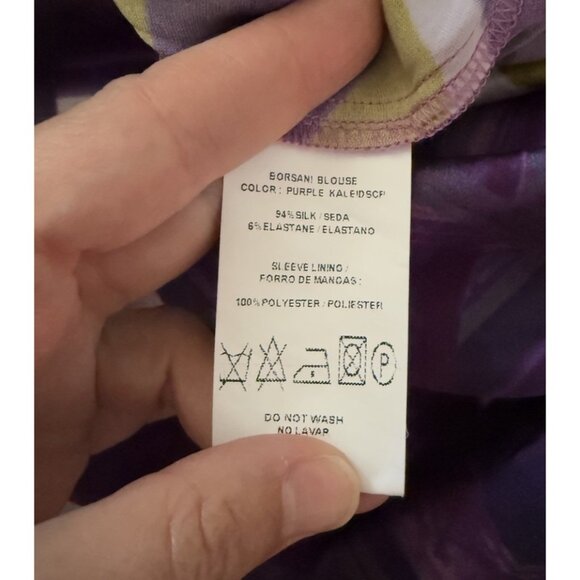 BORSANI BLOUSE
COLOR: PURPLE KALEIDSCP
94% SILK / SEDA
6% ELASTANE / ELASTANO
SLEEVE LINING /
FORRO DE MANGAS:
100% POLYESTER / POLIESTER
P
DO NOT WASH
NO LAVAR